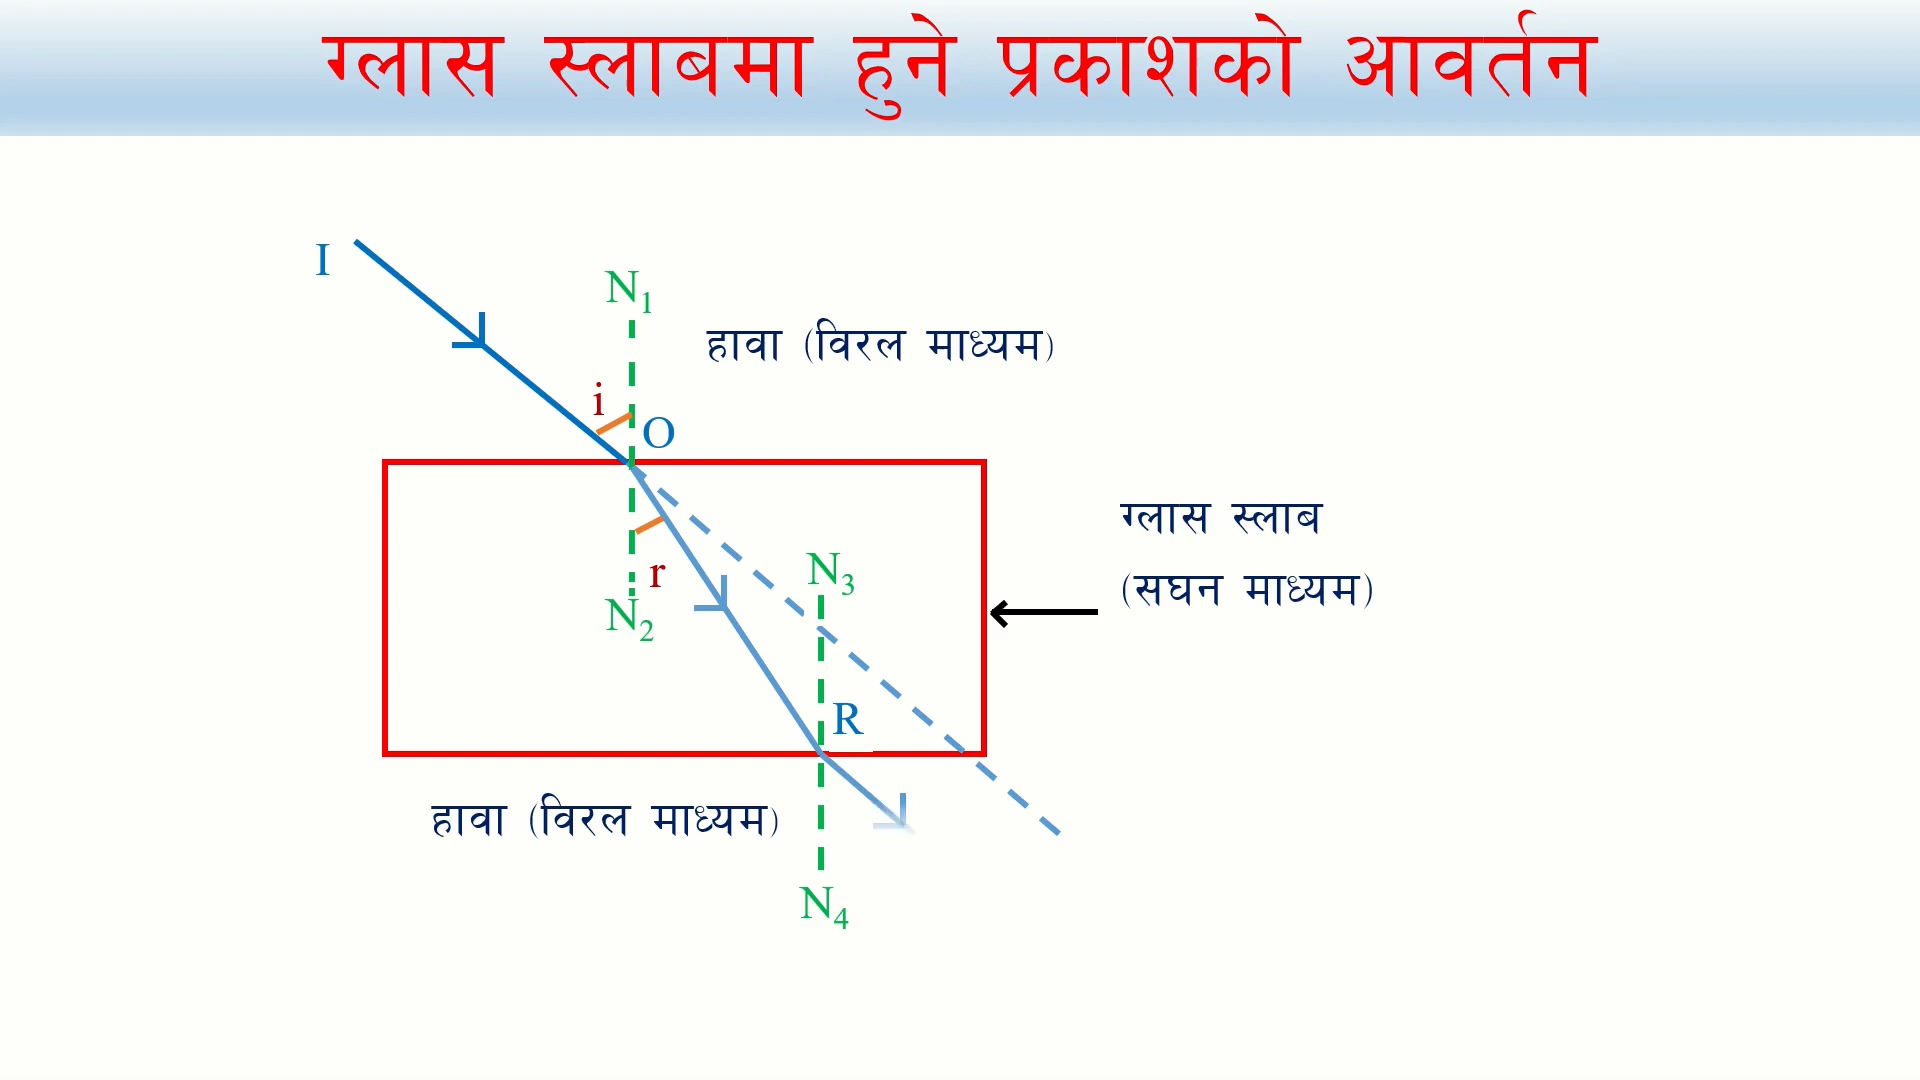 ग्लास स्लाबमा हुने प्रकाशको आवर्तन
I
N₁
हावा (विरल माध्यम)
i
O
ग्लास स्लाब
(सघन माध्यम)
N₃
r
N₂
R
हावा (विरल माध्यम)
N₄